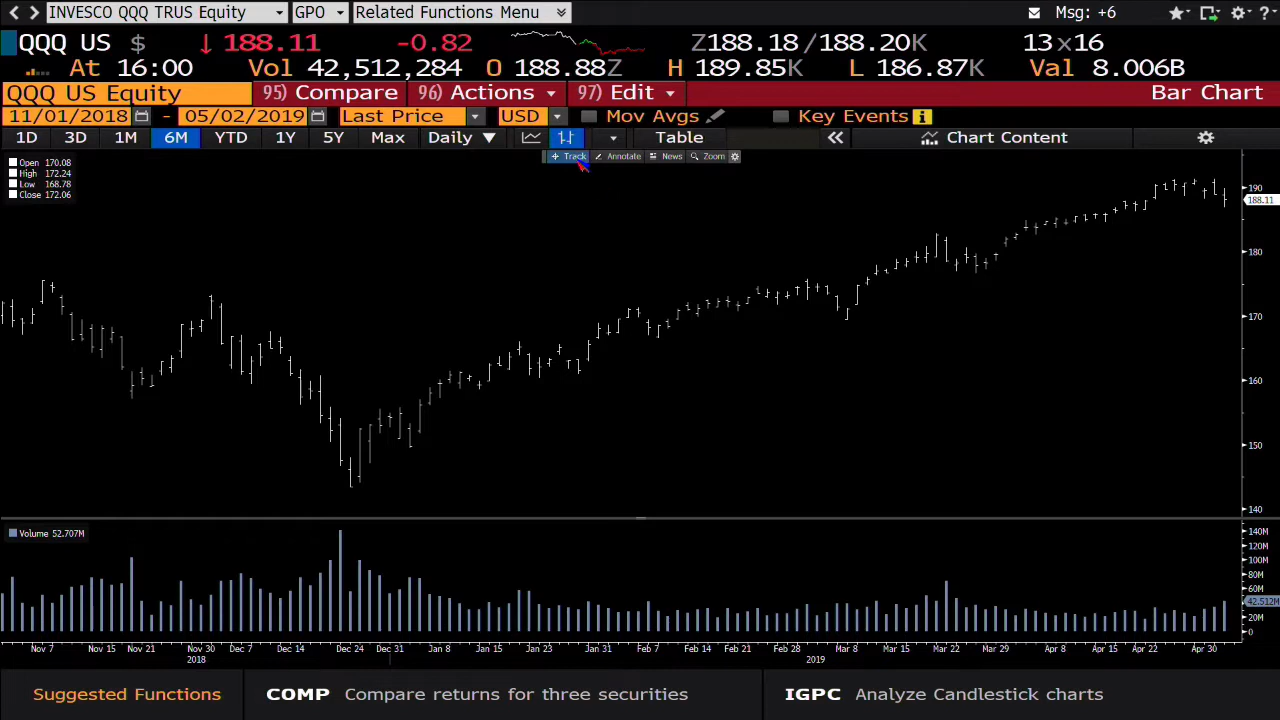 INVESCO QQQ TRUS Equity GPO Related Functions Menu Msg: +6
QQQ US $ ↓ 188.11 -0.82 Z188.18 /188.20K 13 x 16
At 16:00 Vol 42,512,284 O 188.88Z H 189.85K L 186.87K Val 8.006B
QQQ US Equity 95) Compare 96) Actions 97) Edit Bar Chart
11/01/2018 - 05/02/2019 Last Price USD Mov Avgs Key Events
1D 3D 1M 6M YTD 1Y 5Y Max Daily ▼ Table « Chart Content
Track Annotate News Zoom
Open 170.08
High 172.24
Low 168.78
Close 172.06
190
188.11
180
170
160
150
140
Volume 52.707M
140M
120M
100M
80M
60M
42.512M
20M
0
Nov 7 Nov 15 Nov 21 Nov 30 Dec 7 Dec 14 Dec 24 Dec 31 Jan 8 Jan 15 Jan 23 Jan 31 Feb 7 Feb 14 Feb 21 Feb 28 Mar 8 Mar 15 Mar 22 Mar 29 Apr 8 Apr 15 Apr 22 Apr 30
2018 2019
Suggested Functions COMP Compare returns for three securities IGPC Analyze Candlestick charts